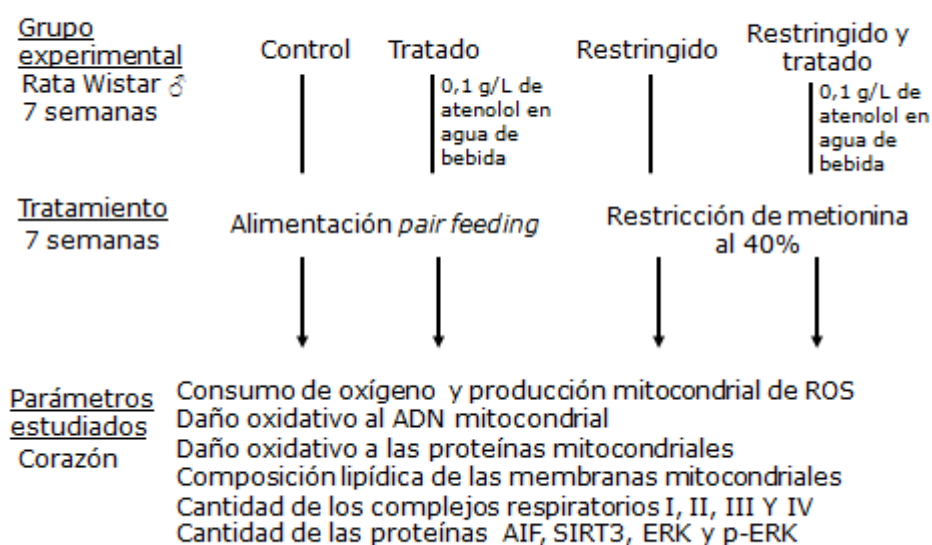 Grupo
experimental
Rata Wistar ♂
7 semanas
Control
Tratado
Restringido
Restringido y
tratado
0,1 g/L de
atenolol en
agua de
bebida
0,1 g/L de
atenolol en
agua de
bebida
Tratamiento
7 semanas
Alimentación pair feeding
Restricción de metionina
al 40%
Parámetros
estudiados
Corazón
Consumo de oxígeno y producción mitocondrial de ROS
Daño oxidativo al ADN mitocondrial
Daño oxidativo a las proteínas mitocondriales
Composición lipídica de las membranas mitocondriales
Cantidad de los complejos respiratorios I, II, III Y IV
Cantidad de las proteínas AIF, SIRT3, ERK y p-ERK